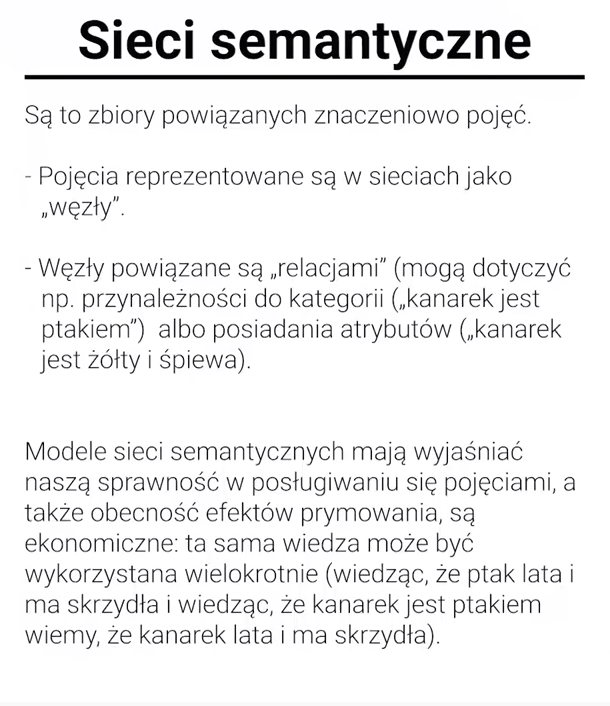 Sieci semantyczne
Są to zbiory powiązanych znaczeniowo pojęć.
- Pojęcia reprezentowane są w sieciach jako
„węzły”.
- Węzły powiązane są „relacjami” (mogą dotyczyć
np. przynależności do kategorii („kanarek jest
ptakiem”)  albo posiadania atrybutów („kanarek
jest żółty i śpiewa).
Modele sieci semantycznych mają wyjaśniać
naszą sprawność w posługiwaniu się pojęciami, a
także obecność efektów prymowania, są
ekonomiczne: ta sama wiedza może być
wykorzystana wielokrotnie (wiedząc, że ptak lata i
ma skrzydła i wiedząc, że kanarek jest ptakiem
wiemy, że kanarek lata i ma skrzydła).